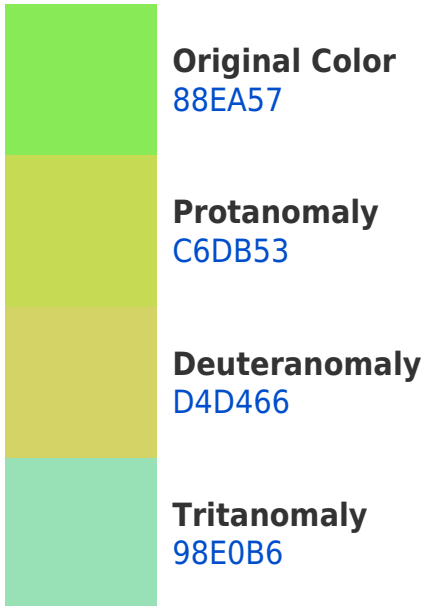 Original Color
88EA57
Protanomaly
C6DB53
Deuteranomaly
D4D466
Tritanomaly
98E0B6